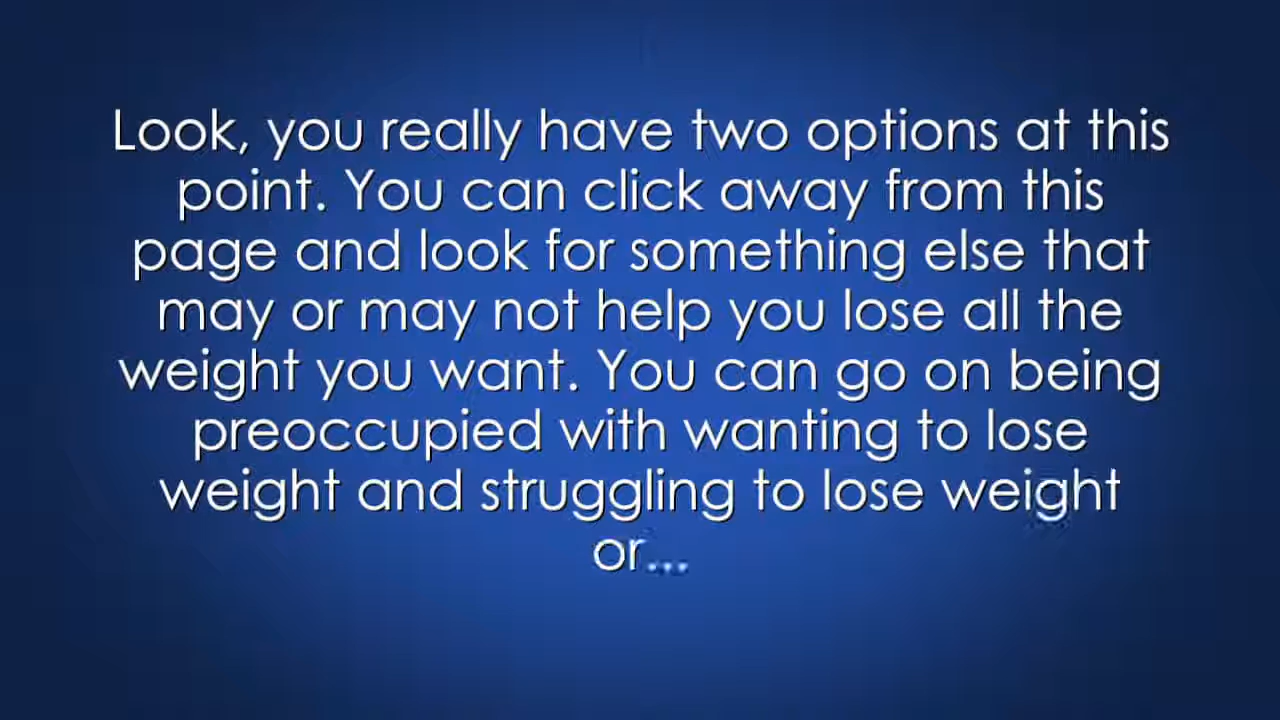 Look, you really have two options at this
point. You can click away from this
page and look for something else that
may or may not help you lose all the
weight you want. You can go on being
preoccupied with wanting to lose
weight and struggling to lose weight
or...